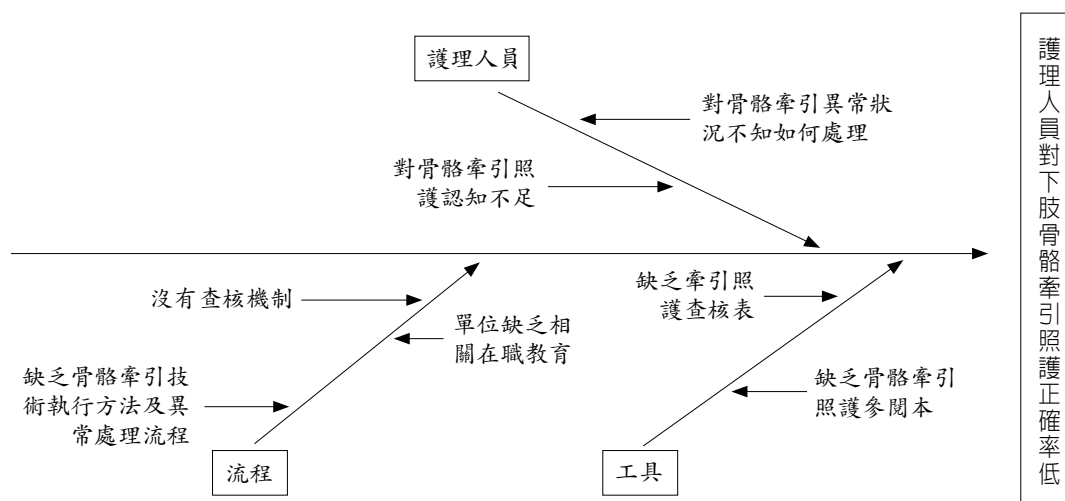 護理人員
對骨骼牽引異常狀
況不知如何處理
對骨骼牽引照
護認知不足
護理人員對下肢骨骼牽引照護正確率低
沒有查核機制
單位缺乏相
關在職教育
缺乏骨骼牽引技
術執行方法及異
常處理流程
流程
缺乏牽引照
護查核表
缺乏骨骼牽引
照護參閱本
工具